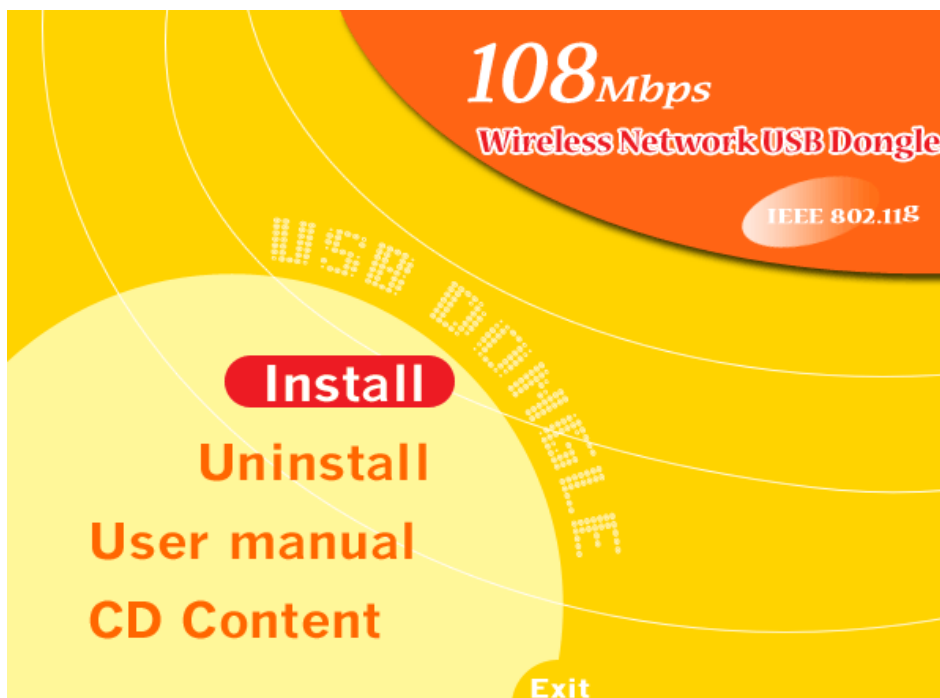 108Mbps
Wireless Network USB Dongle
IEEE 802.11g
USB DONGLE
Install
Uninstall
User manual
CD Content
Exit